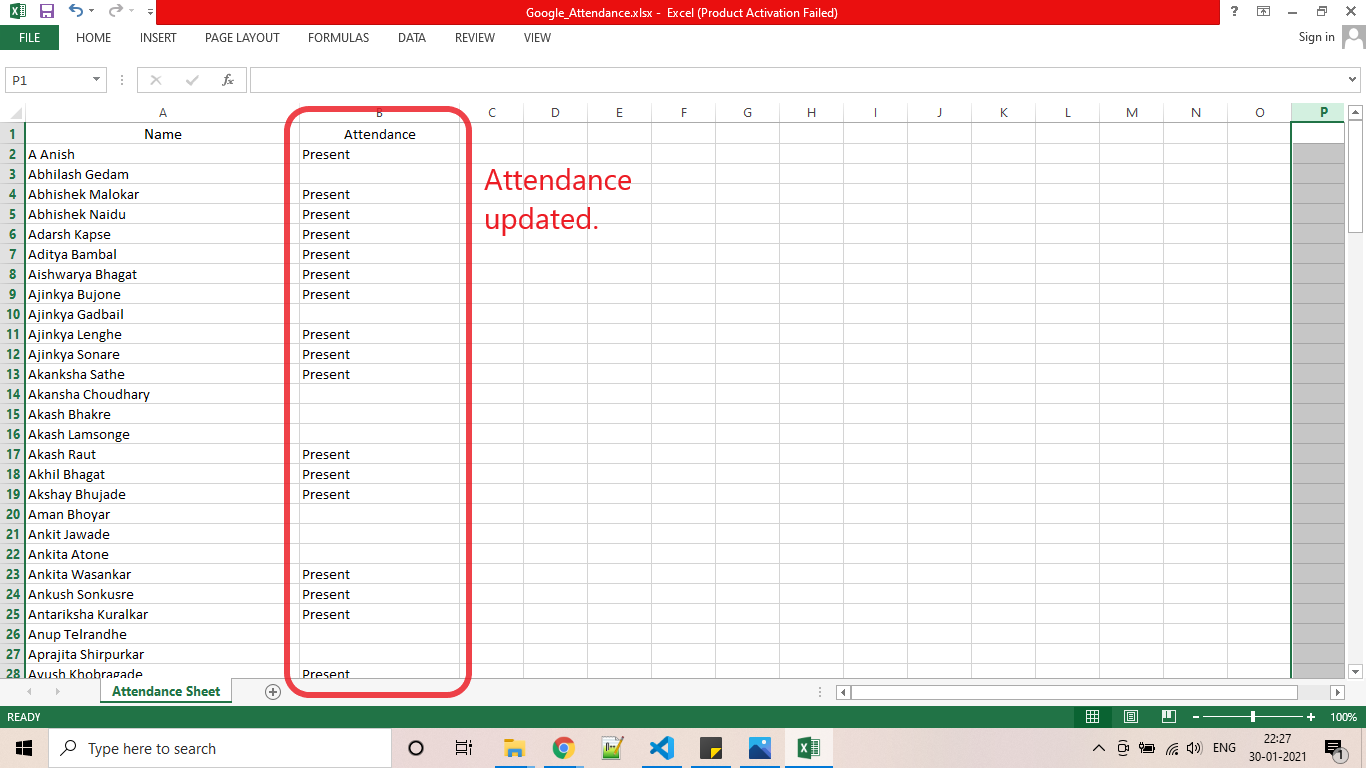 Google_Attendance.xlsx - Excel (Product Activation Failed)
FILE HOME INSERT PAGE LAYOUT FORMULAS DATA REVIEW VIEW Sign in
P1 fx
A B C D E F G H I J K L M N O P
1 Name Attendance
2 A Anish Present
3 Abhilash Gedam
4 Abhishek Malokar Present
5 Abhishek Naidu Present
6 Adarsh Kapse Present
7 Aditya Bambal Present
8 Aishwarya Bhagat Present
9 Ajinkya Bujone Present
10 Ajinkya Gadbail
11 Ajinkya Lenghe Present
12 Ajinkya Sonare Present
13 Akanksha Sathe Present
14 Akansha Choudhary
15 Akash Bhakre
16 Akash Lamsonge
17 Akash Raut Present
18 Akhil Bhagat Present
19 Akshay Bhujade Present
20 Aman Bhoyar
21 Ankit Jawade
22 Ankita Atone
23 Ankita Wasankar Present
24 Ankush Sonkusre Present
25 Antariksha Kuralkar Present
26 Anup Telrandhe
27 Aprajita Shirpurkar
28 Ayush Khobragade Present
Attendance
updated.
Attendance Sheet
READY 100%
Type here to search
ENG
22:27
30-01-2021
1